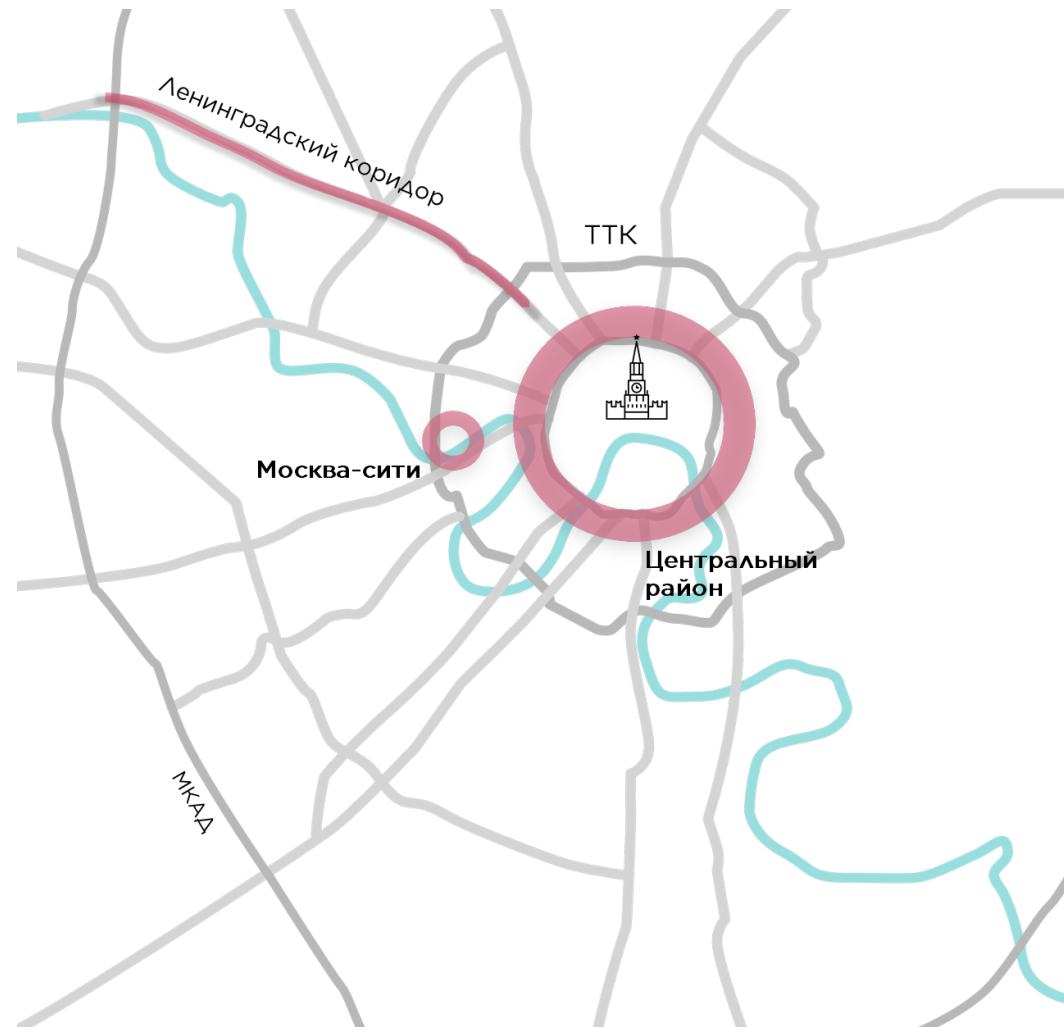 Ленинградский коридор
ТТК
Москва-сити
Центральный
район
МКАД